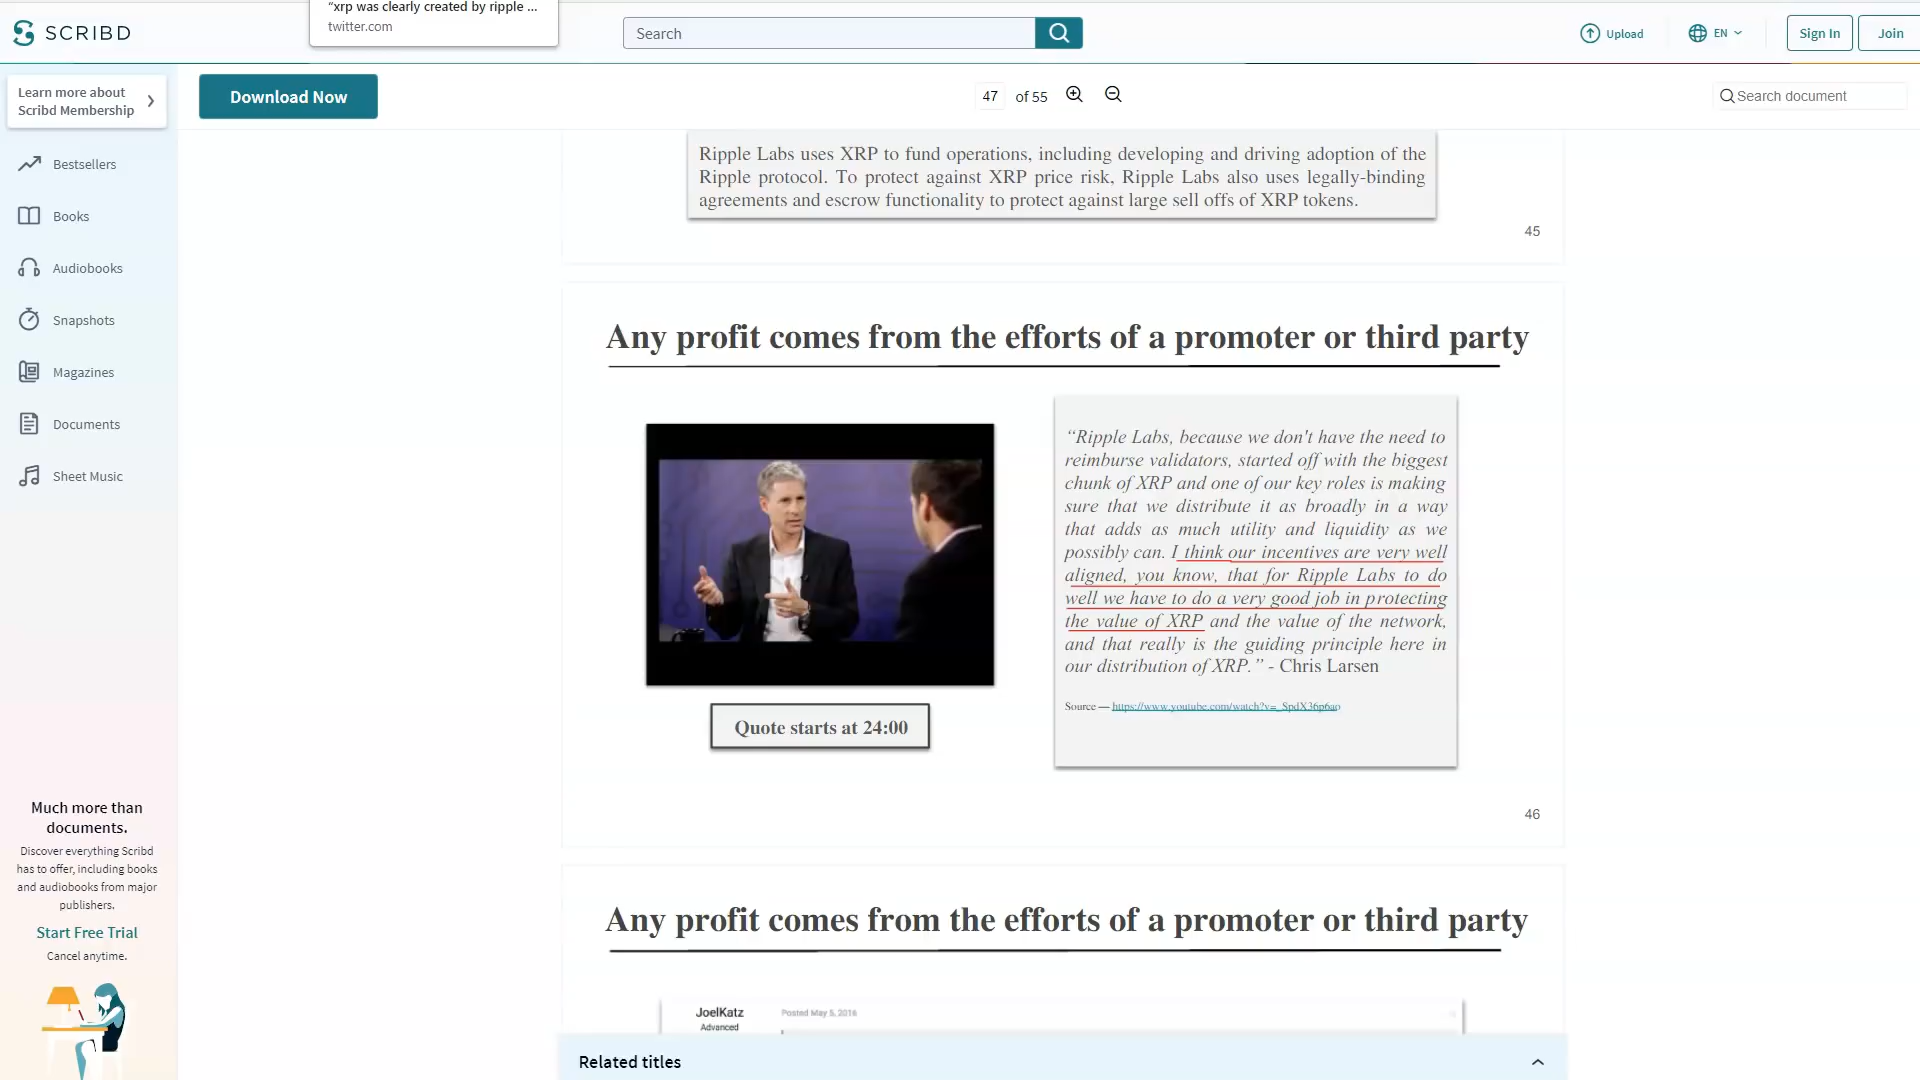 “xrp was clearly created by ripple ...
twitter.com
SCRIBD
Search
Upload
EN
Sign In
Join
Learn more about
Scribd Membership
Download Now
47 of 55
Search document
Bestsellers
Books
Audiobooks
Snapshots
Magazines
Documents
Sheet Music
Much more than
documents.
Discover everything Scribd
has to offer, including books
and audiobooks from major
publishers.
Start Free Trial
Cancel anytime.
Ripple Labs uses XRP to fund operations, including developing and driving adoption of the
Ripple protocol. To protect against XRP price risk, Ripple Labs also uses legally-binding
agreements and escrow functionality to protect against large sell offs of XRP tokens.
45
Any profit comes from the efforts of a promoter or third party
Quote starts at 24:00
“Ripple Labs, because we don't have the need to
reimburse validators, started off with the biggest
chunk of XRP and one of our key roles is making
sure that we distribute it as broadly in a way
that adds as much utility and liquidity as we
possibly can. I think our incentives are very well
aligned, you know, that for Ripple Labs to do
well we have to do a very good job in protecting
the value of XRP and the value of the network,
and that really is the guiding principle here in
our distribution of XRP.” - Chris Larsen
Source — https://www.youtube.com/watch?v=_SpdX36p6ao
46
Any profit comes from the efforts of a promoter or third party
JoelKatz
Advanced
Posted May 5, 2016
Related titles